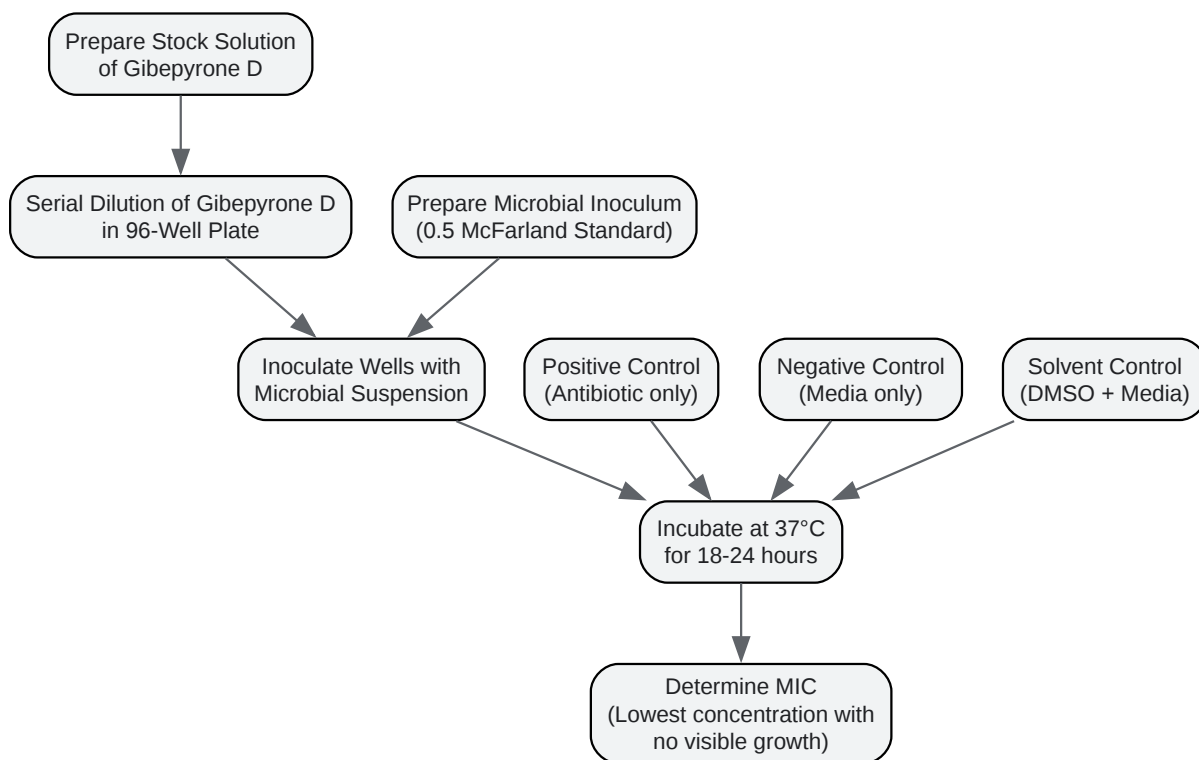 Prepare Stock Solution
of Gibepyrone D
Serial Dilution of Gibepyrone D
in 96-Well Plate
Prepare Microbial Inoculum
(0.5 McFarland Standard)
Inoculate Wells with
Microbial Suspension
Positive Control
(Antibiotic only)
Negative Control
(Media only)
Solvent Control
(DMSO + Media)
Incubate at 37°C
for 18-24 hours
Determine MIC
(Lowest concentration with
no visible growth)